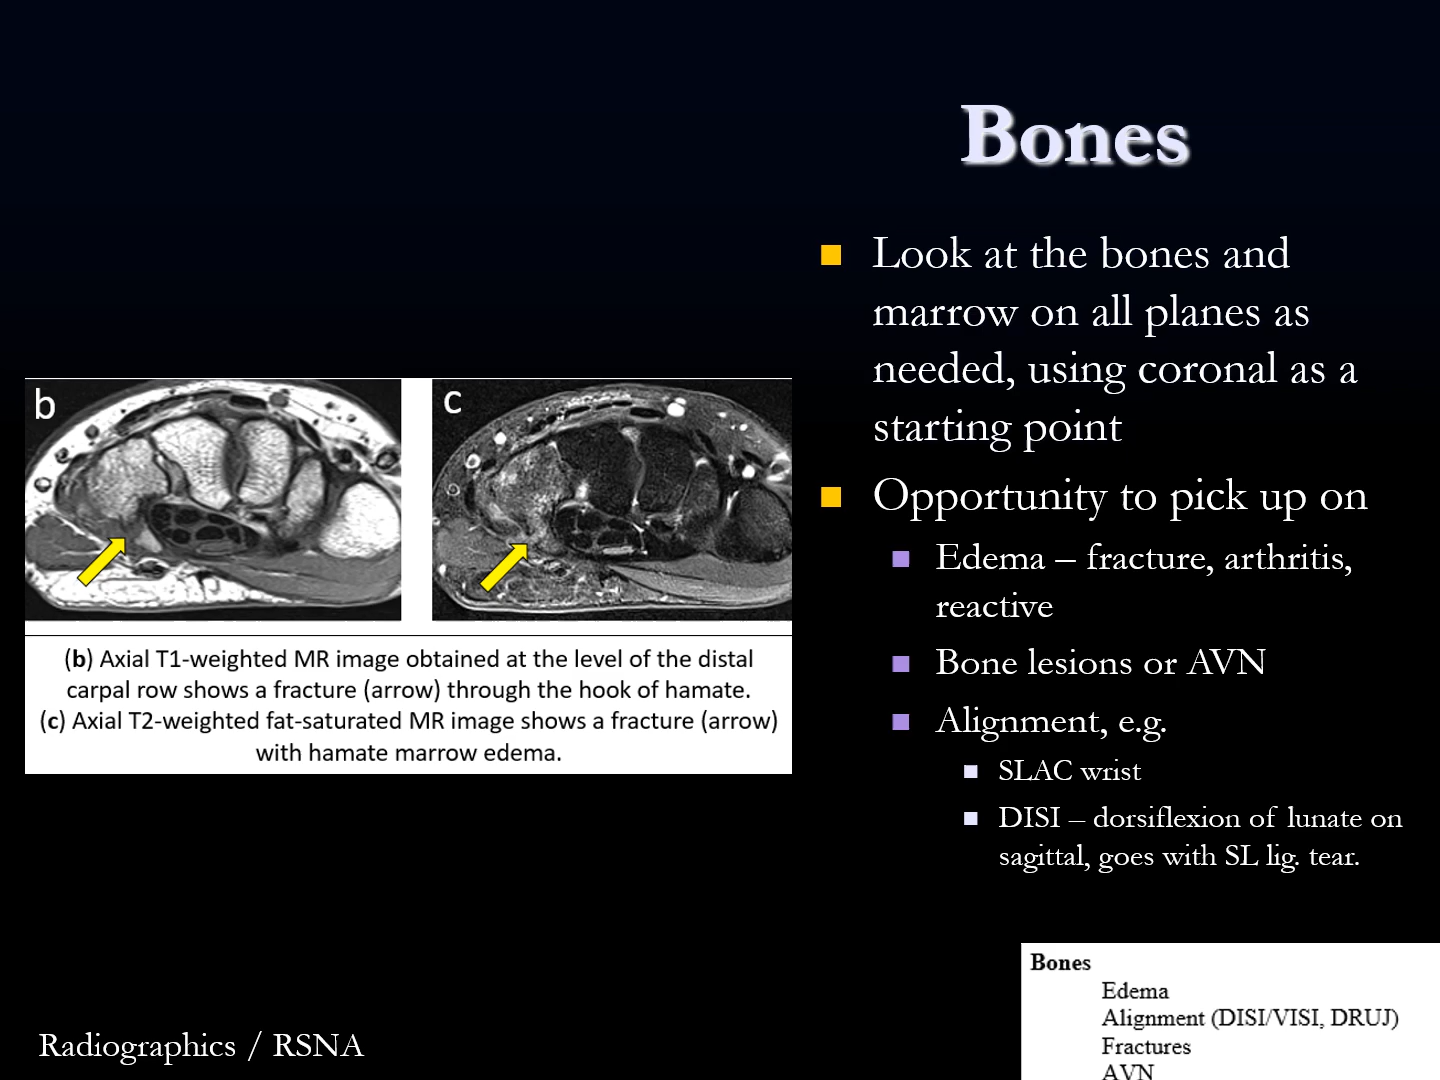 Bones
Look at the bones and
marrow on all planes as
needed, using coronal as a
starting point
Opportunity to pick up on
Edema – fracture, arthritis,
reactive
Bone lesions or AVN
Alignment, e.g.
SLAC wrist
DISI – dorsiflexion of lunate on
sagittal, goes with SL lig. tear.
b
c
(b) Axial T1-weighted MR image obtained at the level of the distal
carpal row shows a fracture (arrow) through the hook of hamate.
(c) Axial T2-weighted fat-saturated MR image shows a fracture (arrow)
with hamate marrow edema.
Bones
Edema
Alignment (DISI/VISI, DRUJ)
Fractures
AVN
Radiographics / RSNA